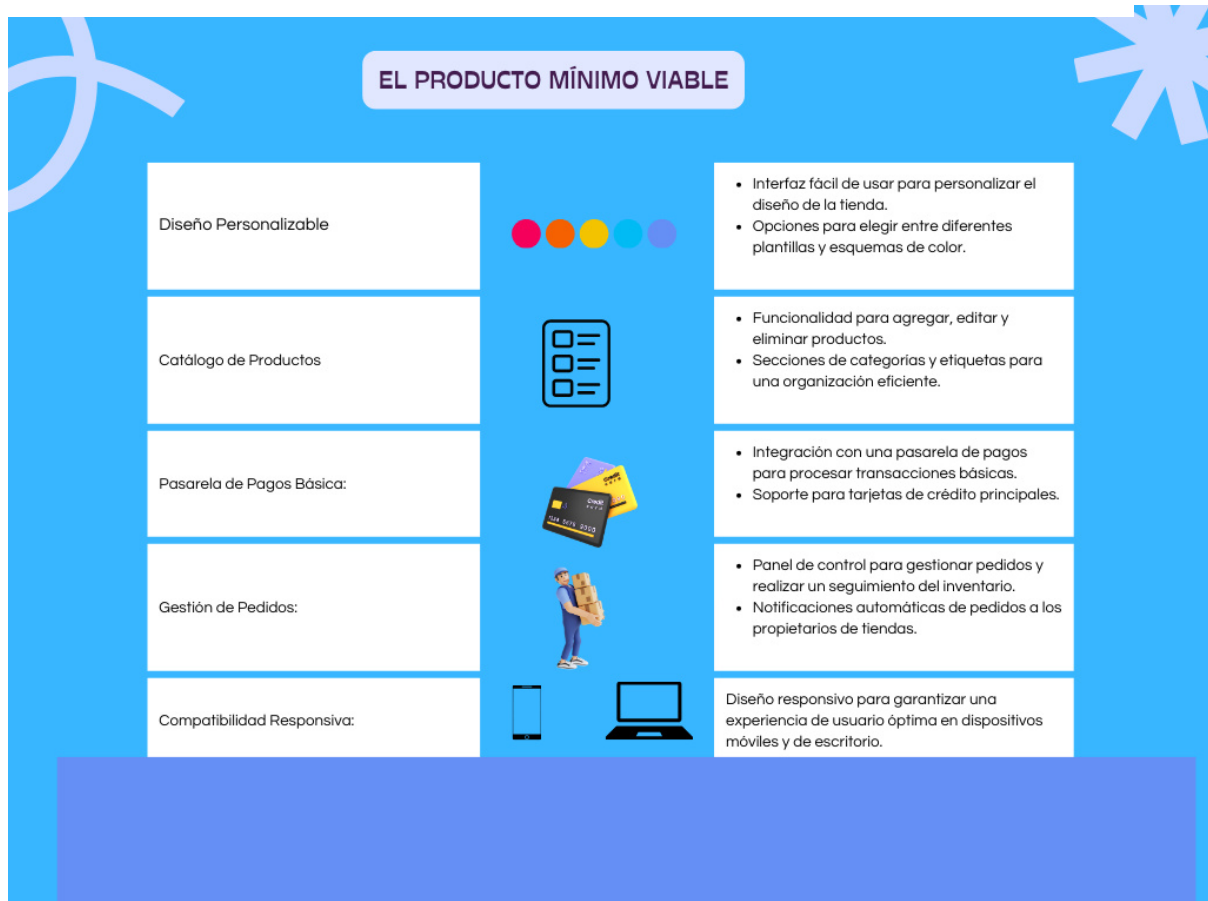 EL PRODUCTO MÍNIMO VIABLE
Diseño Personalizable
• Interfaz fácil de usar para personalizar el
diseño de la tienda.
• Opciones para elegir entre diferentes
plantillas y esquemas de color.
Catálogo de Productos
• Funcionalidad para agregar, editar y
eliminar productos.
• Secciones de categorías y etiquetas para
una organización eficiente.
Pasarela de Pagos Básica:
Credit
Credit
• Integración con una pasarela de pagos
para procesar transacciones básicas.
• Soporte para tarjetas de crédito principales.
Gestión de Pedidos:
• Panel de control para gestionar pedidos y
realizar un seguimiento del inventario.
• Notificaciones automáticas de pedidos a los
propietarios de tiendas.
Compatibilidad Responsiva:
Diseño responsivo para garantizar una
experiencia de usuario óptima en dispositivos
móviles y de escritorio.